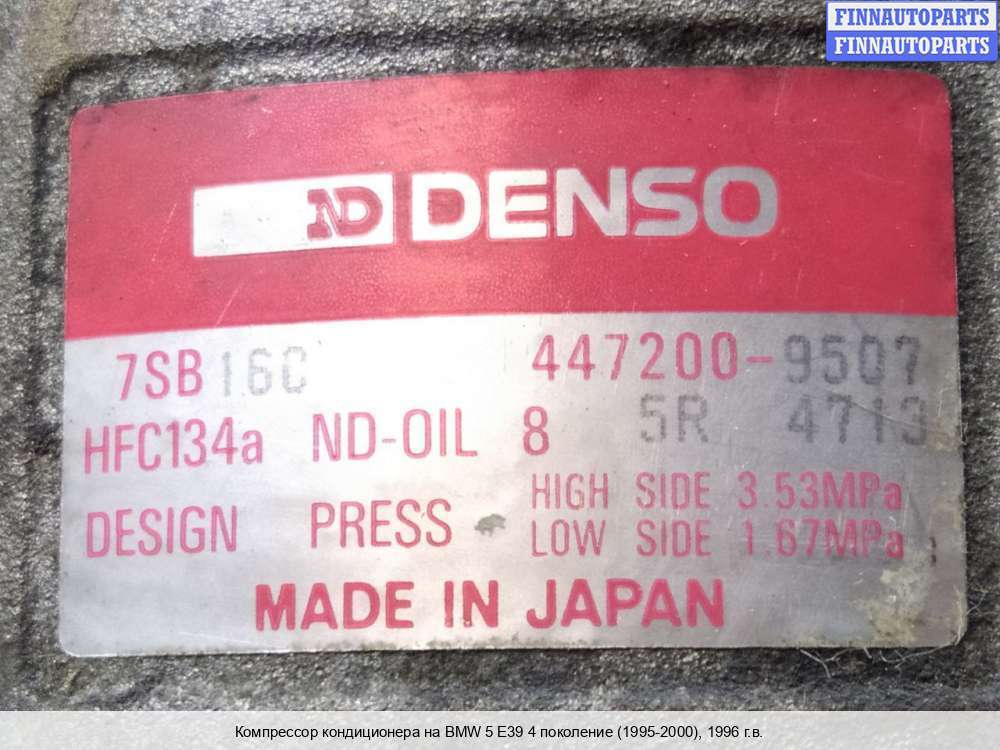 FINNAUTOPARTS
FINNAUTOPARTS
ND DENSO
7SB16C 447200-9507
HFC134a ND-OIL 8 5R 4713
DESIGN PRESS HIGH SIDE 3.53MPa
LOW SIDE 1.67MPa
MADE IN JAPAN
Компрессор кондиционера на BMW 5 E39 4 поколение (1995-2000), 1996 г.в.